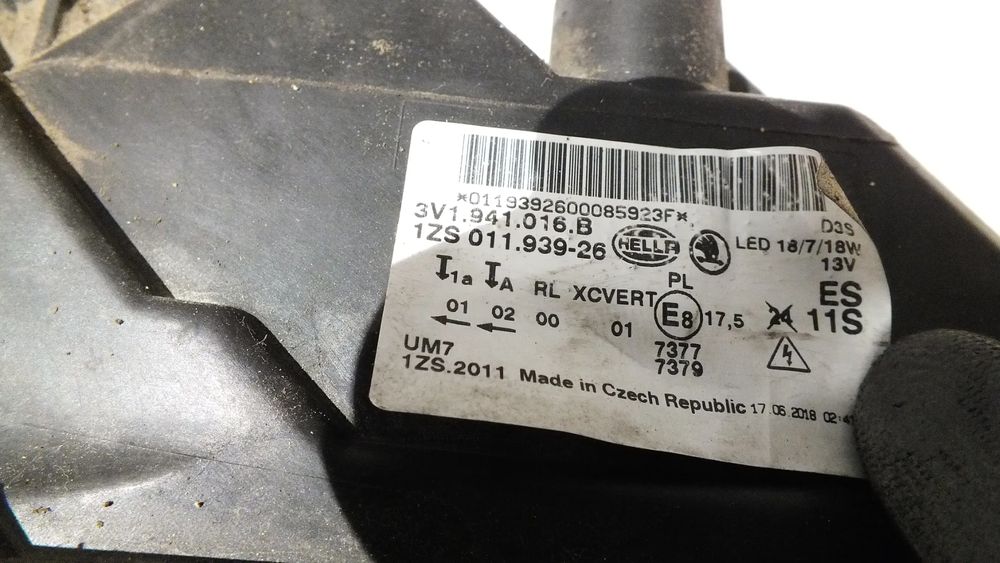 *0119392600085923F*
3V1.941.016.B
D3S
1ZS 011.939-26 HELLA LED 18/7/18W
13V
1a A RL XCVERT PL ES
01 02 00 01 E8 17,5 24 11S
7377
UM7 7379
1ZS.2011 Made in Czech Republic 17.06.2018